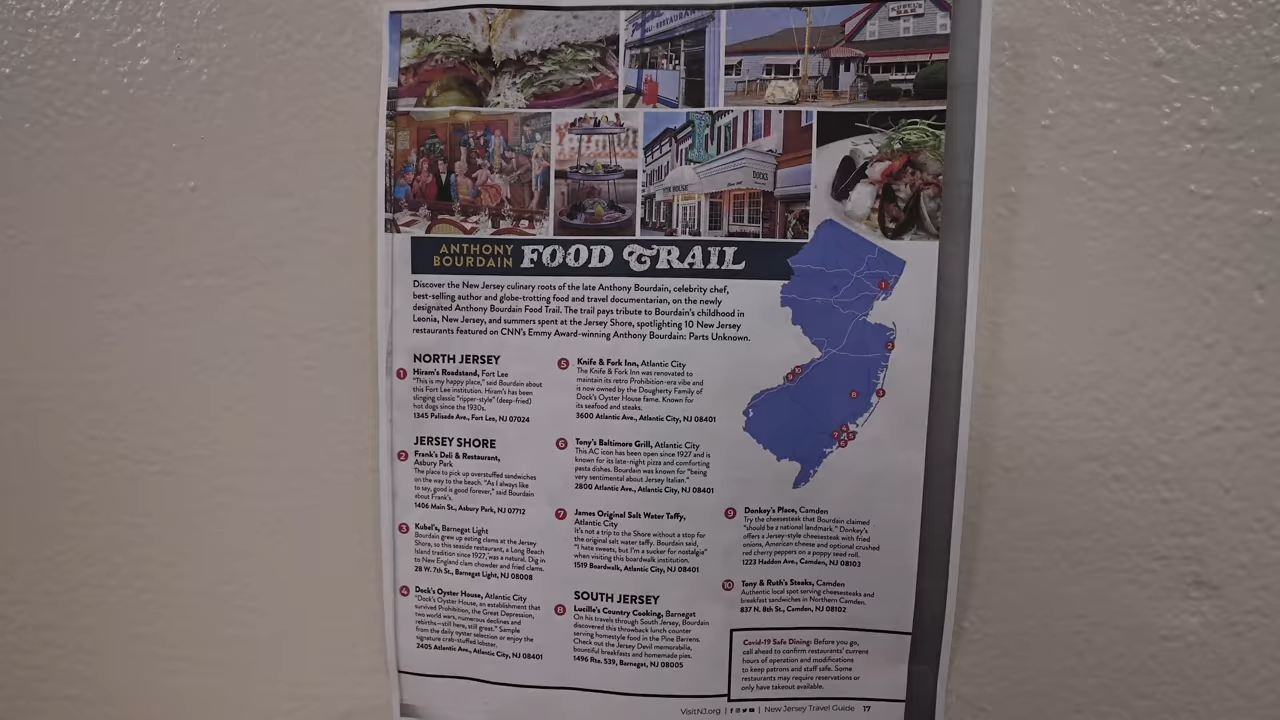 KUBEL'S
BAR
DOCKS
ANTHONY
BOURDAIN
FOOD TRAIL
Discover the New Jersey culinary roots of the late Anthony Bourdain, celebrity chef,
best-selling author and globe-trotting food and travel documentarian, on the newly
designated Anthony Bourdain Food Trail. The trail pays tribute to Bourdain's childhood in
Leonia, New Jersey, and summers spent at the Jersey Shore, spotlighting 10 New Jersey
restaurants featured on CNN's Emmy Award-winning Anthony Bourdain: Parts Unknown.
NORTH JERSEY
1 Hiram's Roadstand, Fort Lee
"This is my happy place," said Bourdain about
this Fort Lee institution. Hiram's has been
slinging classic "ripper-style" (deep-fried)
hot dogs since the 1930s.
1345 Palisade Ave., Fort Lee, NJ 07024
JERSEY SHORE
2 Frank's Deli & Restaurant,
Asbury Park
The place to pick up overstuffed sandwiches
on the way to the beach. "As I always like
to say, good is good forever," said Bourdain
about Frank's.
1406 Main St., Asbury Park, NJ 07712
3 Kubel's, Barnegat Light
Bourdain grew up eating clams at the Jersey
Shore, so this seaside restaurant, a Long Beach
Island tradition since 1927, was a natural. Dig in
to New England clam chowder and fried clams.
28 W. 7th St., Barnegat Light, NJ 08008
4 Dock's Oyster House, Atlantic City
"Dock's Oyster House, an establishment that
survived Prohibition, the Great Depression,
two world wars, numerous declines and
rebirths—still here, still great." Sample
from the daily oyster selection or enjoy the
signature crab-stuffed lobster.
2405 Atlantic Ave., Atlantic City, NJ 08401
5 Knife & Fork Inn, Atlantic City
The Knife & Fork Inn was renovated to
maintain its retro Prohibition-era vibe and
is now owned by the Dougherty Family of
Dock's Oyster House fame. Known for
its seafood and steaks.
3600 Atlantic Ave., Atlantic City, NJ 08401
6 Tony's Baltimore Grill, Atlantic City
This AC icon has been open since 1927 and is
known for its late-night pizza and comforting
pasta dishes. Bourdain was known for "being
very sentimental about Jersey Italian."
2800 Atlantic Ave., Atlantic City, NJ 08401
7 James Original Salt Water Taffy,
Atlantic City
It's not a trip to the Shore without a stop for
the original salt water taffy. Bourdain said,
"I hate sweets, but I'm a sucker for nostalgia"
when visiting this boardwalk institution.
1519 Boardwalk, Atlantic City, NJ 08401
SOUTH JERSEY
8 Lucille's Country Cooking, Barnegat
On his travels through South Jersey, Bourdain
discovered this throwback lunch counter
serving homestyle food in the Pine Barrens.
Check out the Jersey Devil memorabilia,
bountiful breakfasts and homemade pies.
1496 Rte. 539, Barnegat, NJ 08005
1
2
3
8
10
9
4
7
5
6
9 Donkey's Place, Camden
Try the cheesesteak that Bourdain claimed
"should be a national landmark." Donkey's
offers a Jersey-style cheesesteak with fried
onions, American cheese and optional crushed
red cherry peppers on a poppy seed roll.
1223 Haddon Ave., Camden, NJ 08103
10 Tony & Ruth's Steaks, Camden
Authentic local spot serving cheesesteaks and
breakfast sandwiches in Northern Camden.
837 N. 8th St., Camden, NJ 08102
Covid-19 Safe Dining: Before you go,
call ahead to confirm restaurants' current
hours of operation and modifications
to keep patrons and staff safe. Some
restaurants may require reservations or
only have takeout available.
VisitNJ.org | New Jersey Travel Guide 17